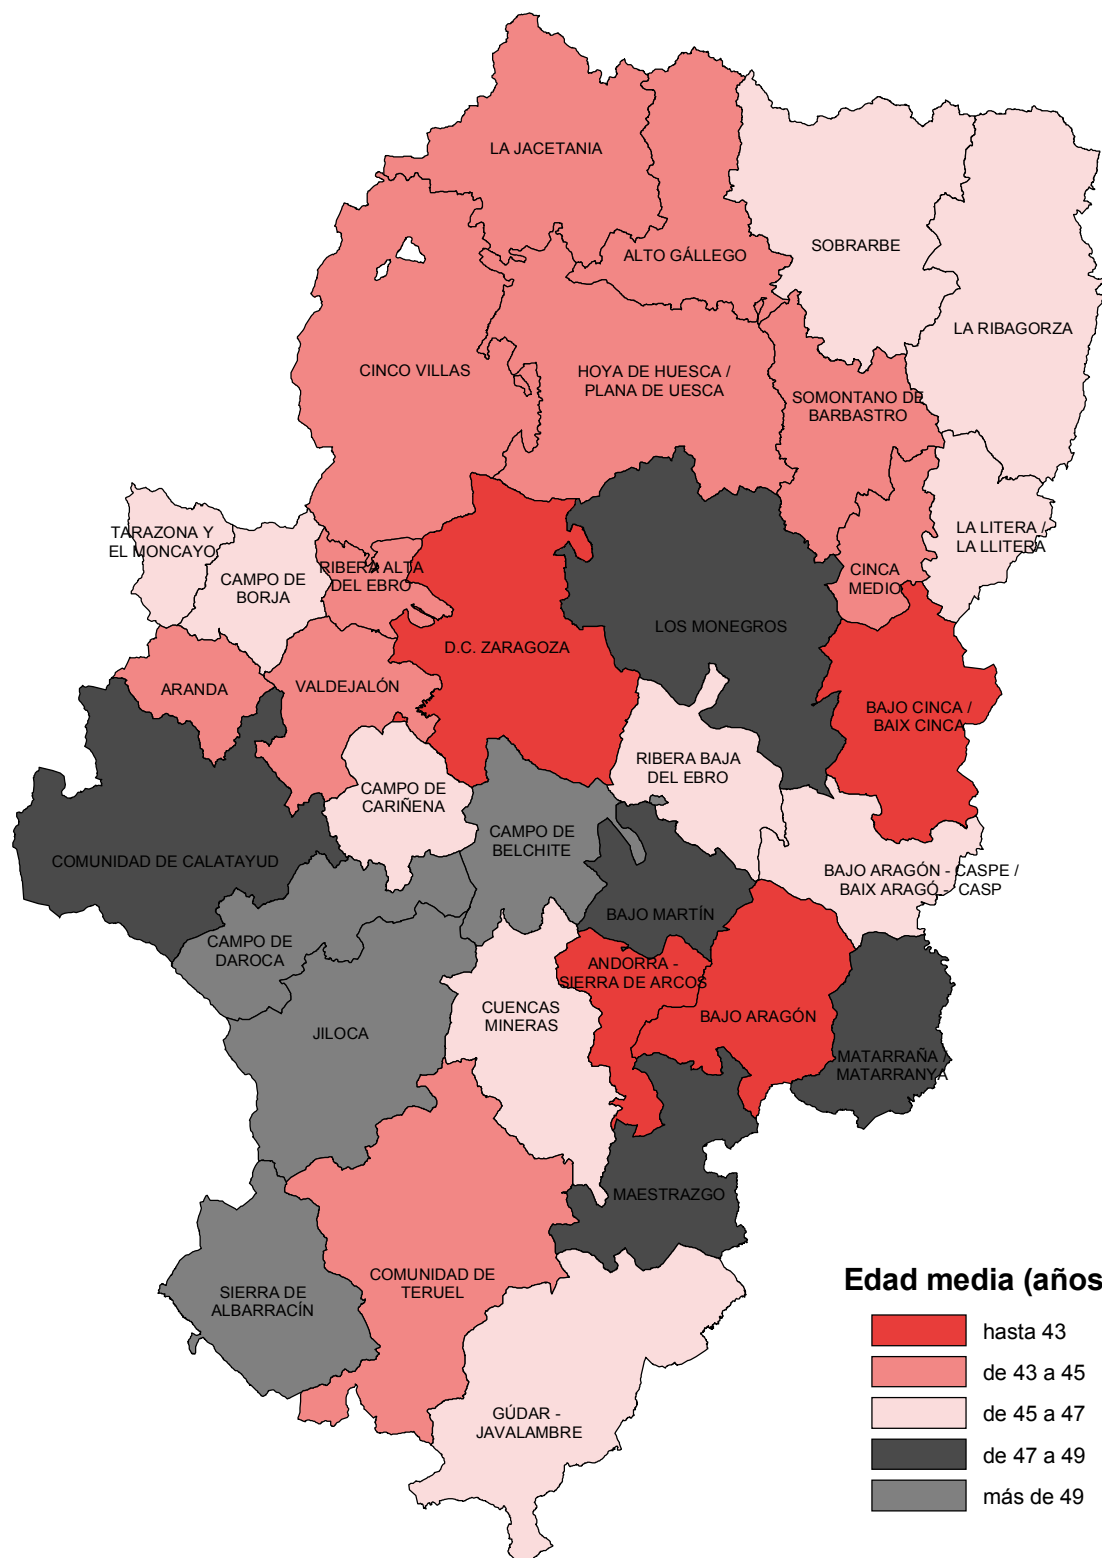 LA JACETANIA
ALTO GÁLLEGO
SOBRARBE
LA RIBAGORZA
CINCO VILLAS
HOYA DE HUESCA /
PLANA DE UESCA
SOMONTANO DE
BARBASTRO
TARAZONA Y
EL MONCAYO
CAMPO DE
BORJA
RIBERA ALTA
DEL EBRO
LA LITERA /
LA LLITERA
CINCA
MEDIO
LOS MONEGROS
D.C. ZARAGOZA
ARANDA
VALDEJALÓN
BAJO CINCA /
BAIX CINCA
RIBERA BAJA
DEL EBRO
CAMPO DE
CARIÑENA
CAMPO DE
BELCHITE
COMUNIDAD DE CALATAYUD
BAJO ARAGÓN - CASPE /
BAIX ARAGÓ - CASP
BAJO MARTÍN
CAMPO DE
DAROCA
ANDORRA -
SIERRA DE ARCOS
CUENCAS
MINERAS
BAJO ARAGÓN
JILOCA
MATARRAÑA /
MATARRANYA
MAESTRAZGO
SIERRA DE
ALBARRACÍN
COMUNIDAD DE
TERUEL
GÚDAR -
JAVALAMBRE
Edad media (años
hasta 43
de 43 a 45
de 45 a 47
de 47 a 49
más de 49